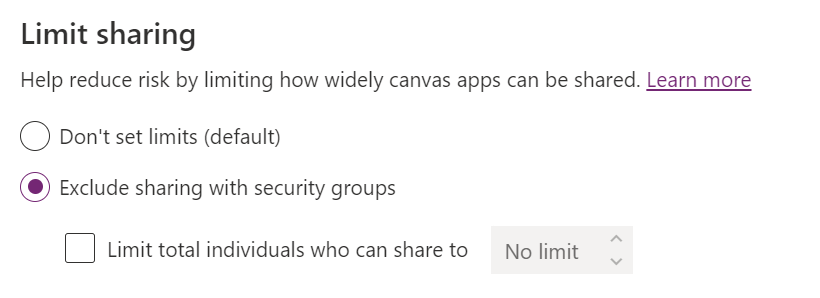 Limit sharing
Help reduce risk by limiting how widely canvas apps can be shared. Learn more
Don't set limits (default)
Exclude sharing with security groups
Limit total individuals who can share to No limit